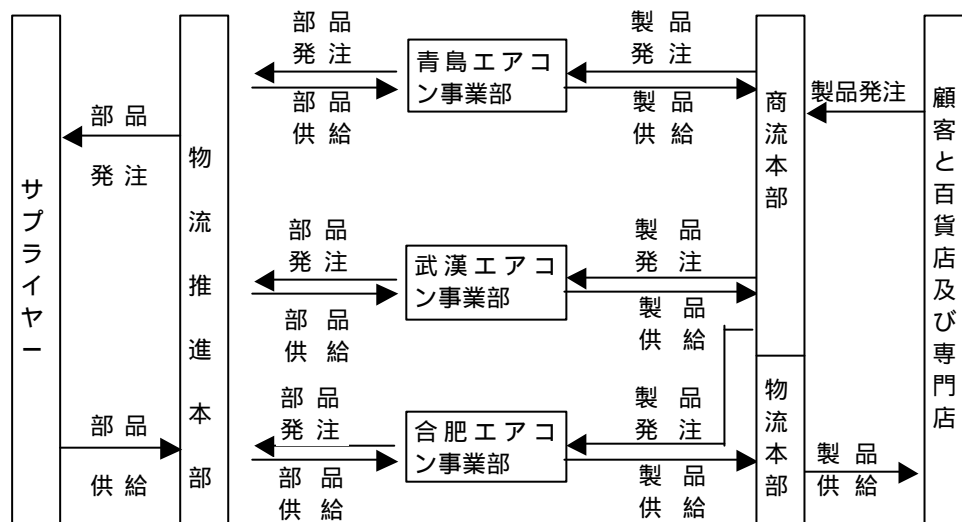 サプライヤー
部品
発注
部品
供給
物流推進本部
部品
発注
部品
供給
青島エアコ
ン事業部
製品
発注
製品
供給
部品
発注
部品
供給
武漢エアコ
ン事業部
製品
発注
製品
供給
部品
発注
部品
供給
合肥エアコ
ン事業部
製品
発注
製品
供給
商流本部
物流本部
製品発注
製品
供給
顧客と百貨店及び専門店